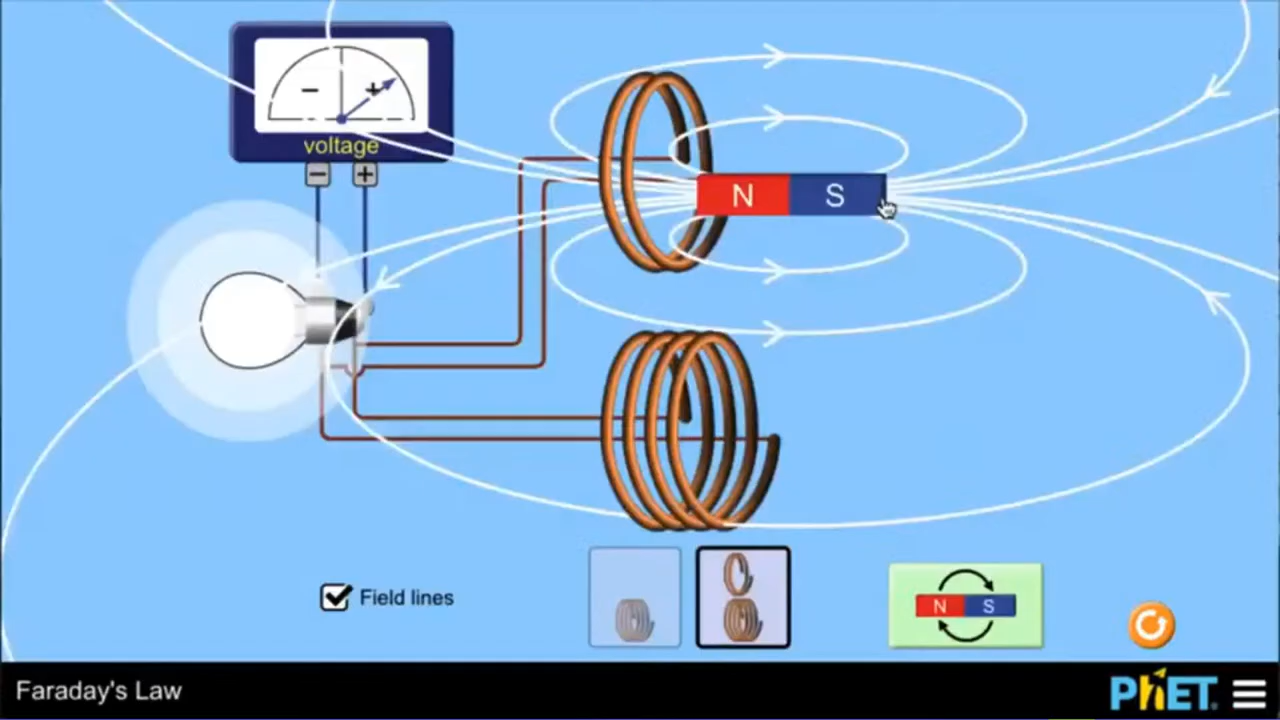 − +
voltage
− +
N S
Field lines
N S
Faraday's Law
PhET